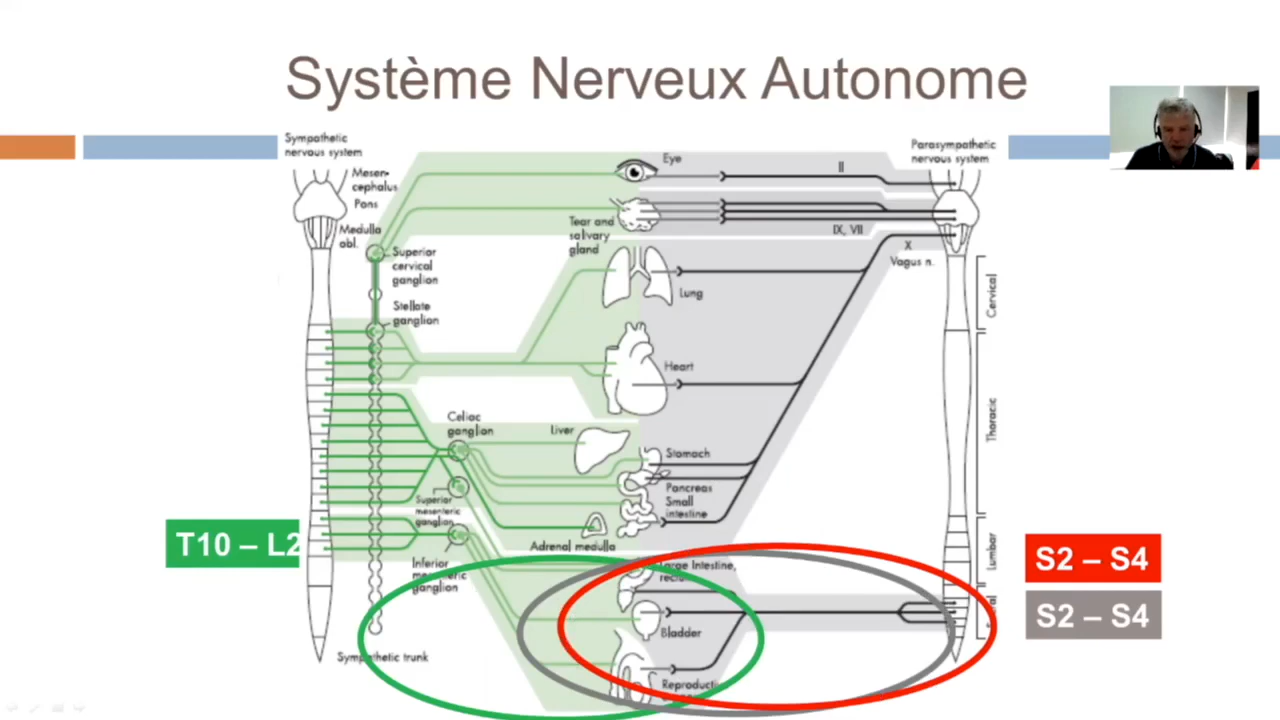 Système Nerveux Autonome
Sympathetic
nervous system
Mesen-
cephalus
Pons
Medulla
obl.
Superior
cervical
ganglion
Stellate
ganglion
Celiac
ganglion
Superior
mesenteric
ganglion
Inferior
mesenteric
ganglion
Sympathetic trunk
T10 – L2
Eye
Tear and
salivary
gland
Lung
Heart
Liver
Stomach
Pancreas
Small
intestine
Adrenal medulla
Large Intestine,
Bladder
II
IX, VII
X
Vagus n.
Parasympathetic
nervous system
Cervical
Thoracic
Lumbar
S2 – S4
S2 – S4